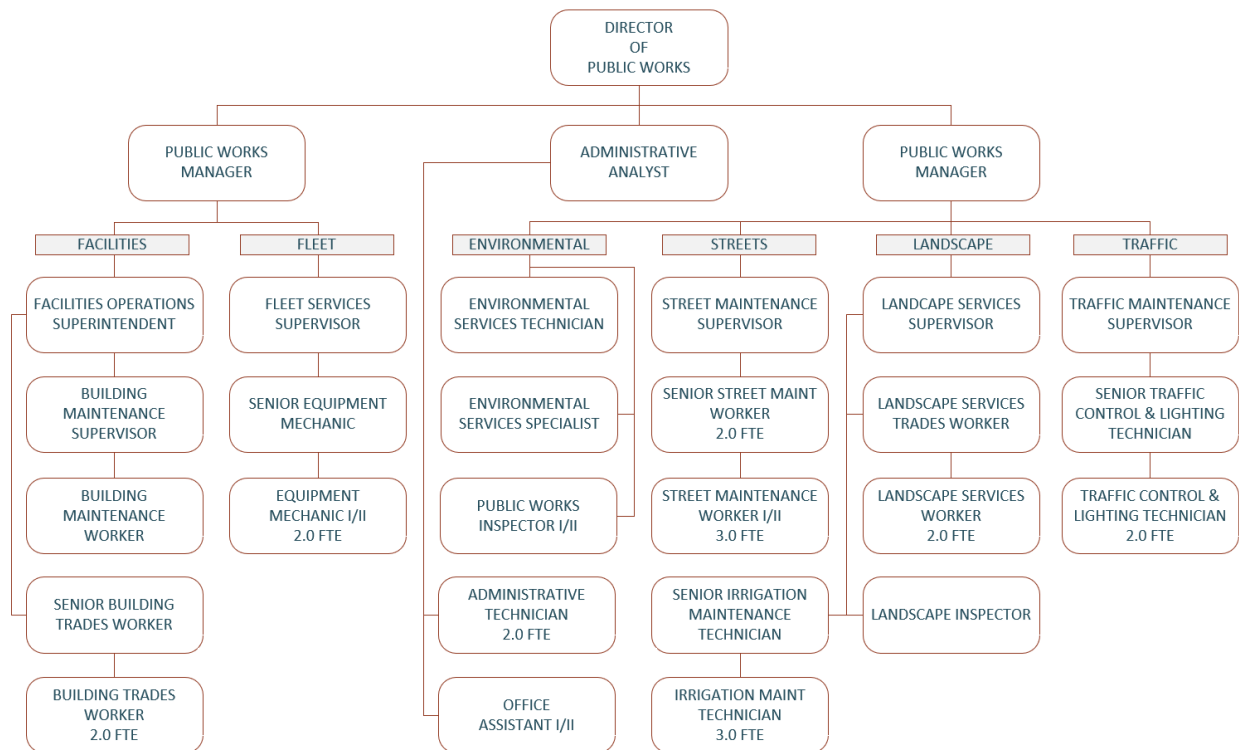 DIRECTOR
OF
PUBLIC WORKS
PUBLIC WORKS
MANAGER
ADMINISTRATIVE
ANALYST
PUBLIC WORKS
MANAGER
FACILITIES
FLEET
ENVIRONMENTAL
STREETS
LANDSCAPE
TRAFFIC
FACILITIES OPERATIONS
SUPERINTENDENT
FLEET SERVICES
SUPERVISOR
ENVIRONMENTAL
SERVICES TECHNICIAN
STREET MAINTENANCE
SUPERVISOR
LANDCAPE SERVICES
SUPERVISOR
TRAFFIC MAINTENANCE
SUPERVISOR
BUILDING
MAINTENANCE
SUPERVISOR
SENIOR EQUIPMENT
MECHANIC
ENVIRONMENTAL
SERVICES SPECIALIST
SENIOR STREET MAINT
WORKER
2.0 FTE
LANDSCAPE SERVICES
TRADES WORKER
SENIOR TRAFFIC
CONTROL & LIGHTING
TECHNICIAN
BUILDING
MAINTENANCE
WORKER
EQUIPMENT
MECHANIC I/II
2.0 FTE
PUBLIC WORKS
INSPECTOR I/II
STREET MAINTENANCE
WORKER I/II
3.0 FTE
LANDSCAPE SERVICES
WORKER
2.0 FTE
TRAFFIC CONTROL &
LIGHTING TECHNICIAN
2.0 FTE
SENIOR BUILDING
TRADES WORKER
ADMINISTRATIVE
TECHNICIAN
2.0 FTE
SENIOR IRRIGATION
MAINTENANCE
TECHNICIAN
LANDSCAPE INSPECTOR
BUILDING TRADES
WORKER
2.0 FTE
OFFICE
ASSISTANT I/II
IRRIGATION MAINT
TECHNICIAN
3.0 FTE